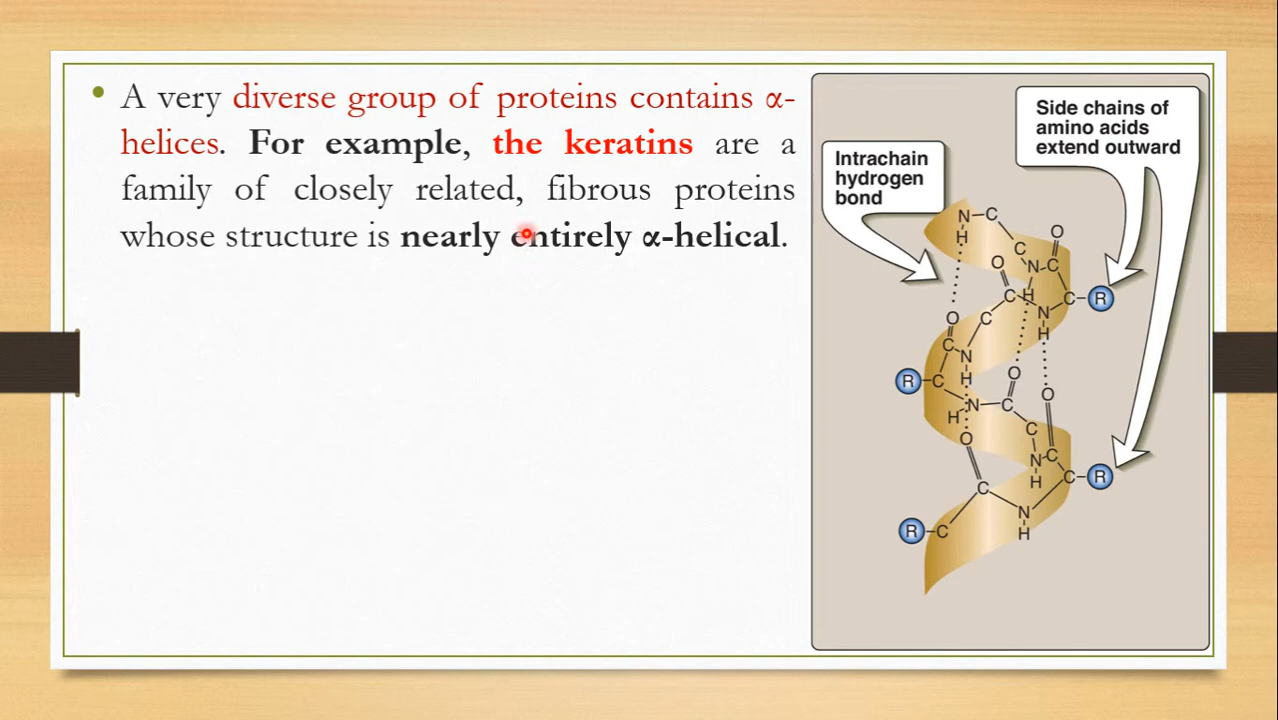 • A very diverse group of proteins contains α-
helices. For example, the keratins are a
family of closely related, fibrous proteins
whose structure is nearly entirely α-helical.
Side chains of
amino acids
extend outward
Intrachain
hydrogen
bond
N C
H
C O
O N C
H C R
O C N
C H
C N
R C H O
N C O
H C
O N C
H C R
C
N
R C H